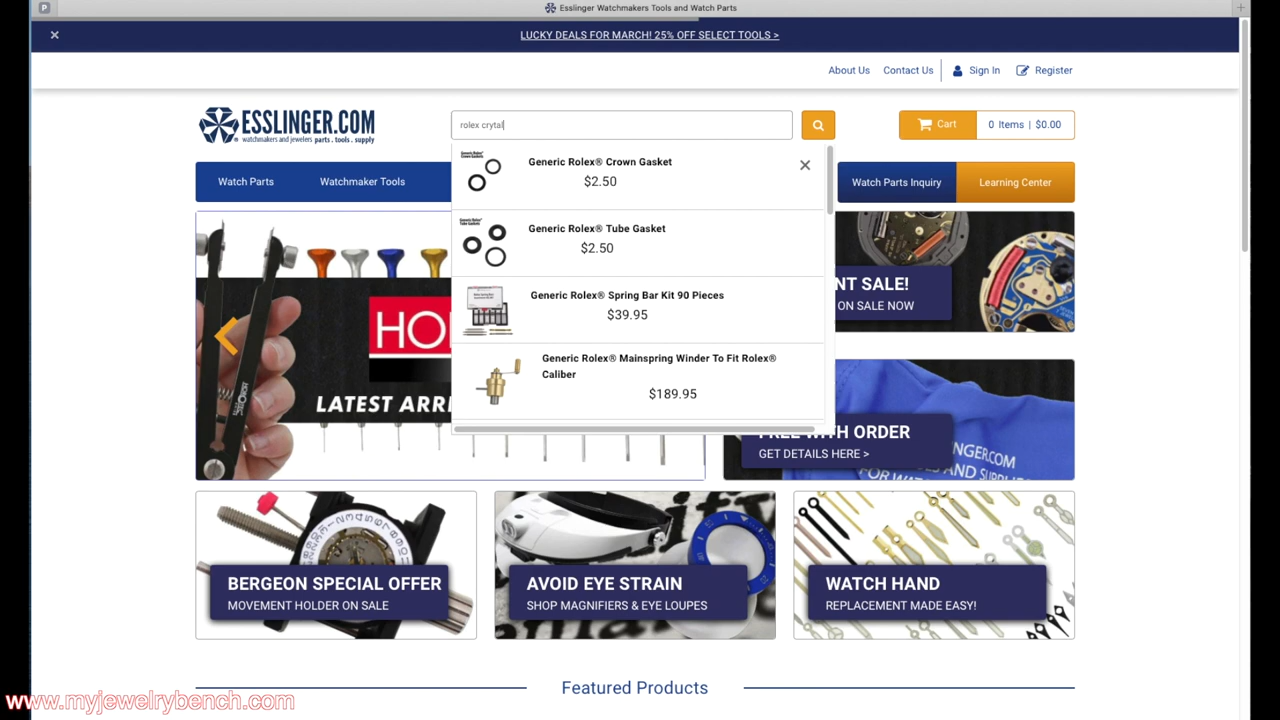 P
Esslinger Watchmakers Tools and Watch Parts
LUCKY DEALS FOR MARCH! 25% OFF SELECT TOOLS >
About Us
Contact Us
Sign In
Register
ESSLINGER.COM
watchmakers and jewelers parts . tools . supply
rolex crytal
Cart
0 Items | $0.00
Generic Rolex® Crown Gasket
$2.50
Generic Rolex® Tube Gasket
$2.50
Generic Rolex® Spring Bar Kit 90 Pieces
$39.95
Generic Rolex® Mainspring Winder To Fit Rolex®
Caliber
$189.95
Watch Parts
Watchmaker Tools
Watch Parts Inquiry
Learning Center
HO
LATEST ARR
NT SALE!
ON SALE NOW
FREE WITH ORDER
GET DETAILS HERE >
BERGEON SPECIAL OFFER
MOVEMENT HOLDER ON SALE
AVOID EYE STRAIN
SHOP MAGNIFIERS & EYE LOUPES
WATCH HAND
REPLACEMENT MADE EASY!
Featured Products
www.myjewelrybench.com